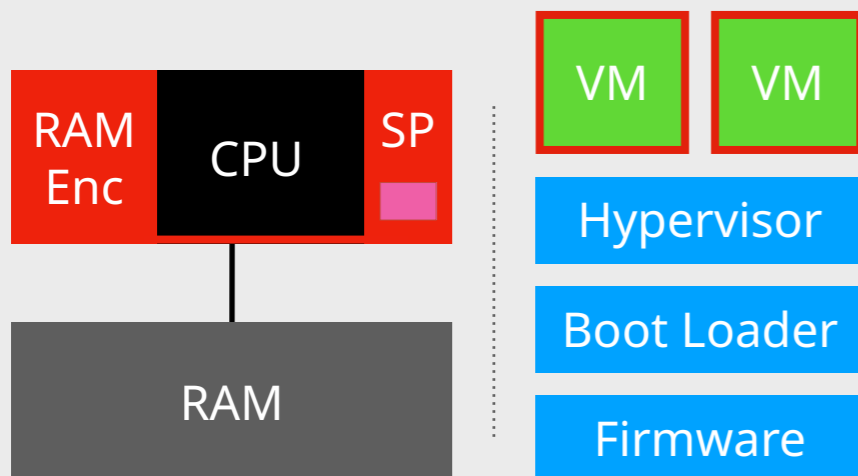 RAM
Enc
CPU
SP
RAM
VM
VM
Hypervisor
Boot Loader
Firmware